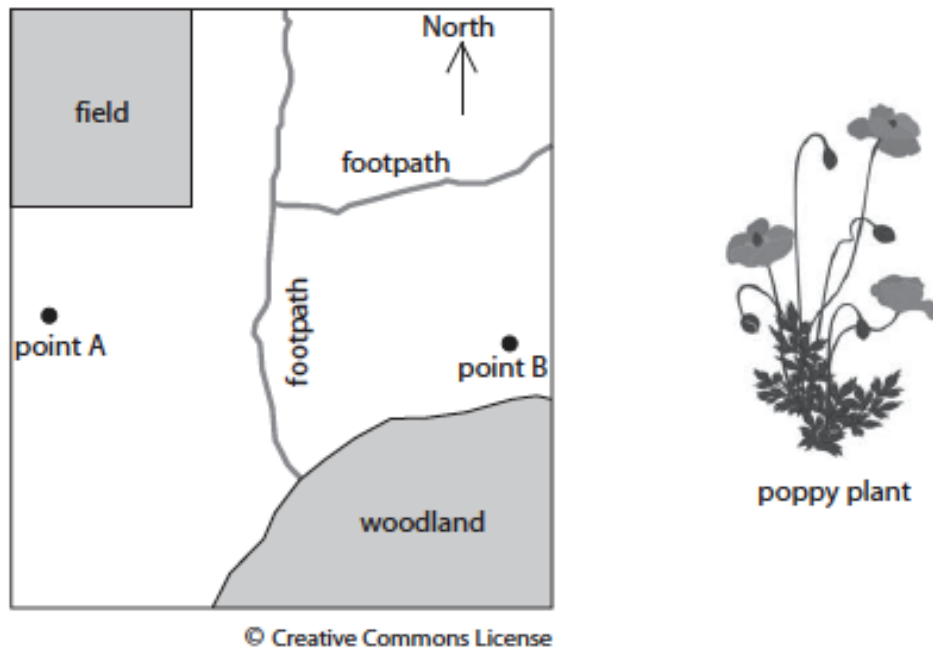 North
field
footpath
footpath
point A
point B
woodland
poppy plant
© Creative Commons License